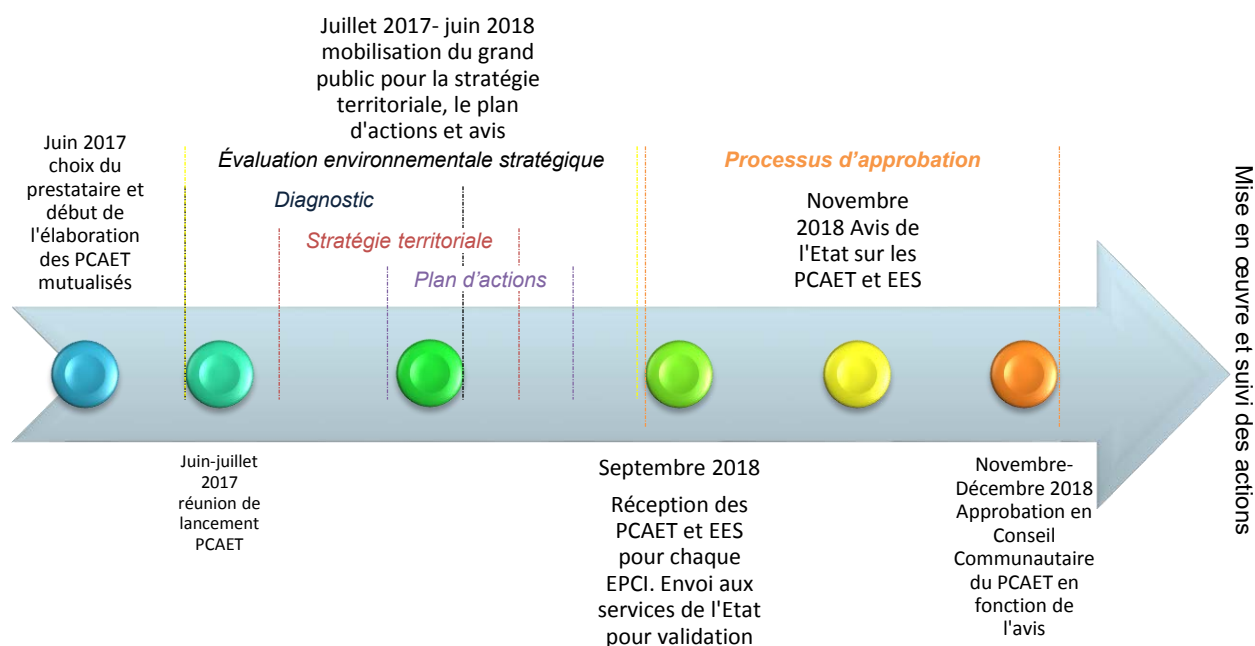 Juillet 2017- juin 2018
mobilisation du grand
public pour la stratégie
territoriale, le plan
d'actions et avis
Juin 2017
choix du
prestataire et
début de
l'élaboration
des PCAET
mutualisés
Évaluation environnementale stratégique
Diagnostic
Stratégie territoriale
Plan d'actions
Processus d'approbation
Novembre
2018 Avis de
l'Etat sur les
PCAET et EES
Mise en œuvre et suivi des actions
Juin-juillet
2017
réunion de
lancement
PCAET
Septembre 2018
Réception des
PCAET et EES
pour chaque
EPCI. Envoi aux
services de l'Etat
pour validation
Novembre-
Décembre 2018
Approbation en
Conseil
Communautaire
du PCAET en
fonction de
l'avis